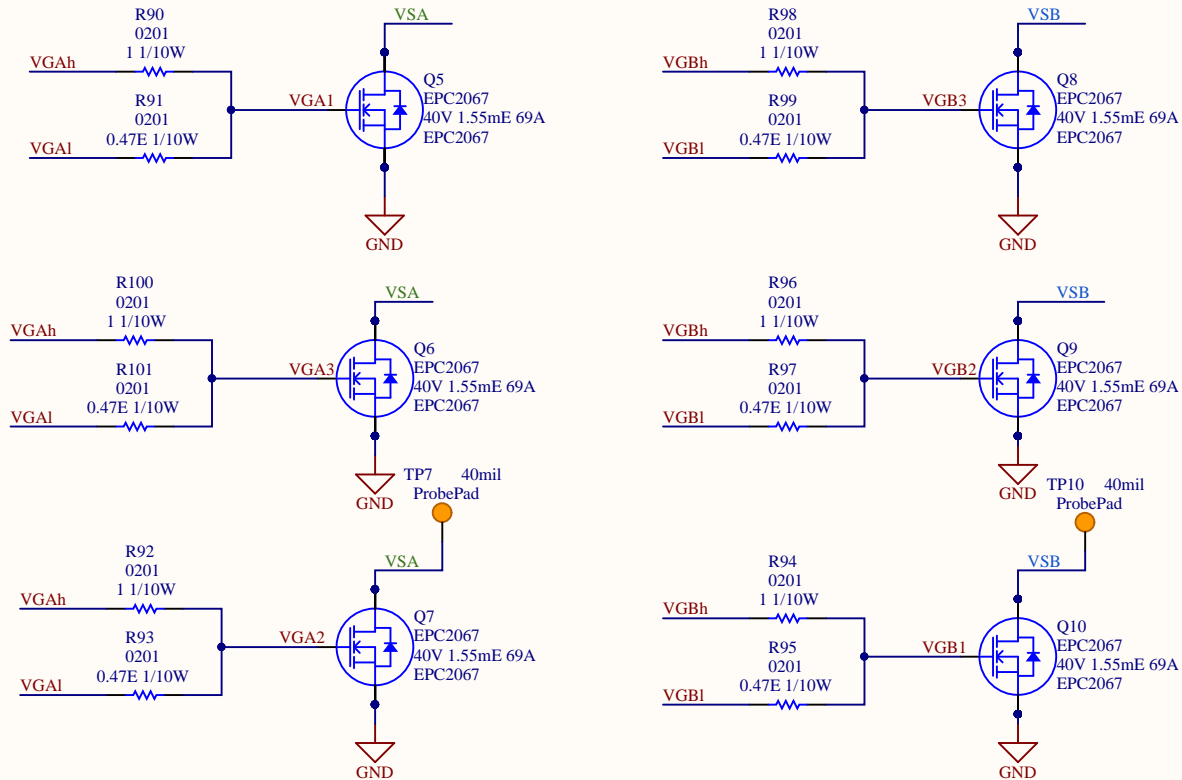 R90
0201
1 1/10W
VGAh
R91
0201
0.47E 1/10W
VGAl
VGA1
VSA
Q5
EPC2067
40V 1.55mE 69A
EPC2067
GND
R98
0201
1 1/10W
VGBh
R99
0201
0.47E 1/10W
VGBl
VGB3
VSB
Q8
EPC2067
40V 1.55mE 69A
EPC2067
GND
R100
0201
1 1/10W
VGAh
R101
0201
0.47E 1/10W
VGAl
VGA3
VSA
Q6
EPC2067
40V 1.55mE 69A
EPC2067
GND
R96
0201
1 1/10W
VGBh
R97
0201
0.47E 1/10W
VGBl
VGB2
VSB
Q9
EPC2067
40V 1.55mE 69A
EPC2067
GND
TP7 40mil
ProbePad
R92
0201
1 1/10W
VGAh
R93
0201
0.47E 1/10W
VGAl
VGA2
VSA
Q7
EPC2067
40V 1.55mE 69A
EPC2067
GND
TP10 40mil
ProbePad
R94
0201
1 1/10W
VGBh
R95
0201
0.47E 1/10W
VGBl
VGB1
VSB
Q10
EPC2067
40V 1.55mE 69A
EPC2067
GND